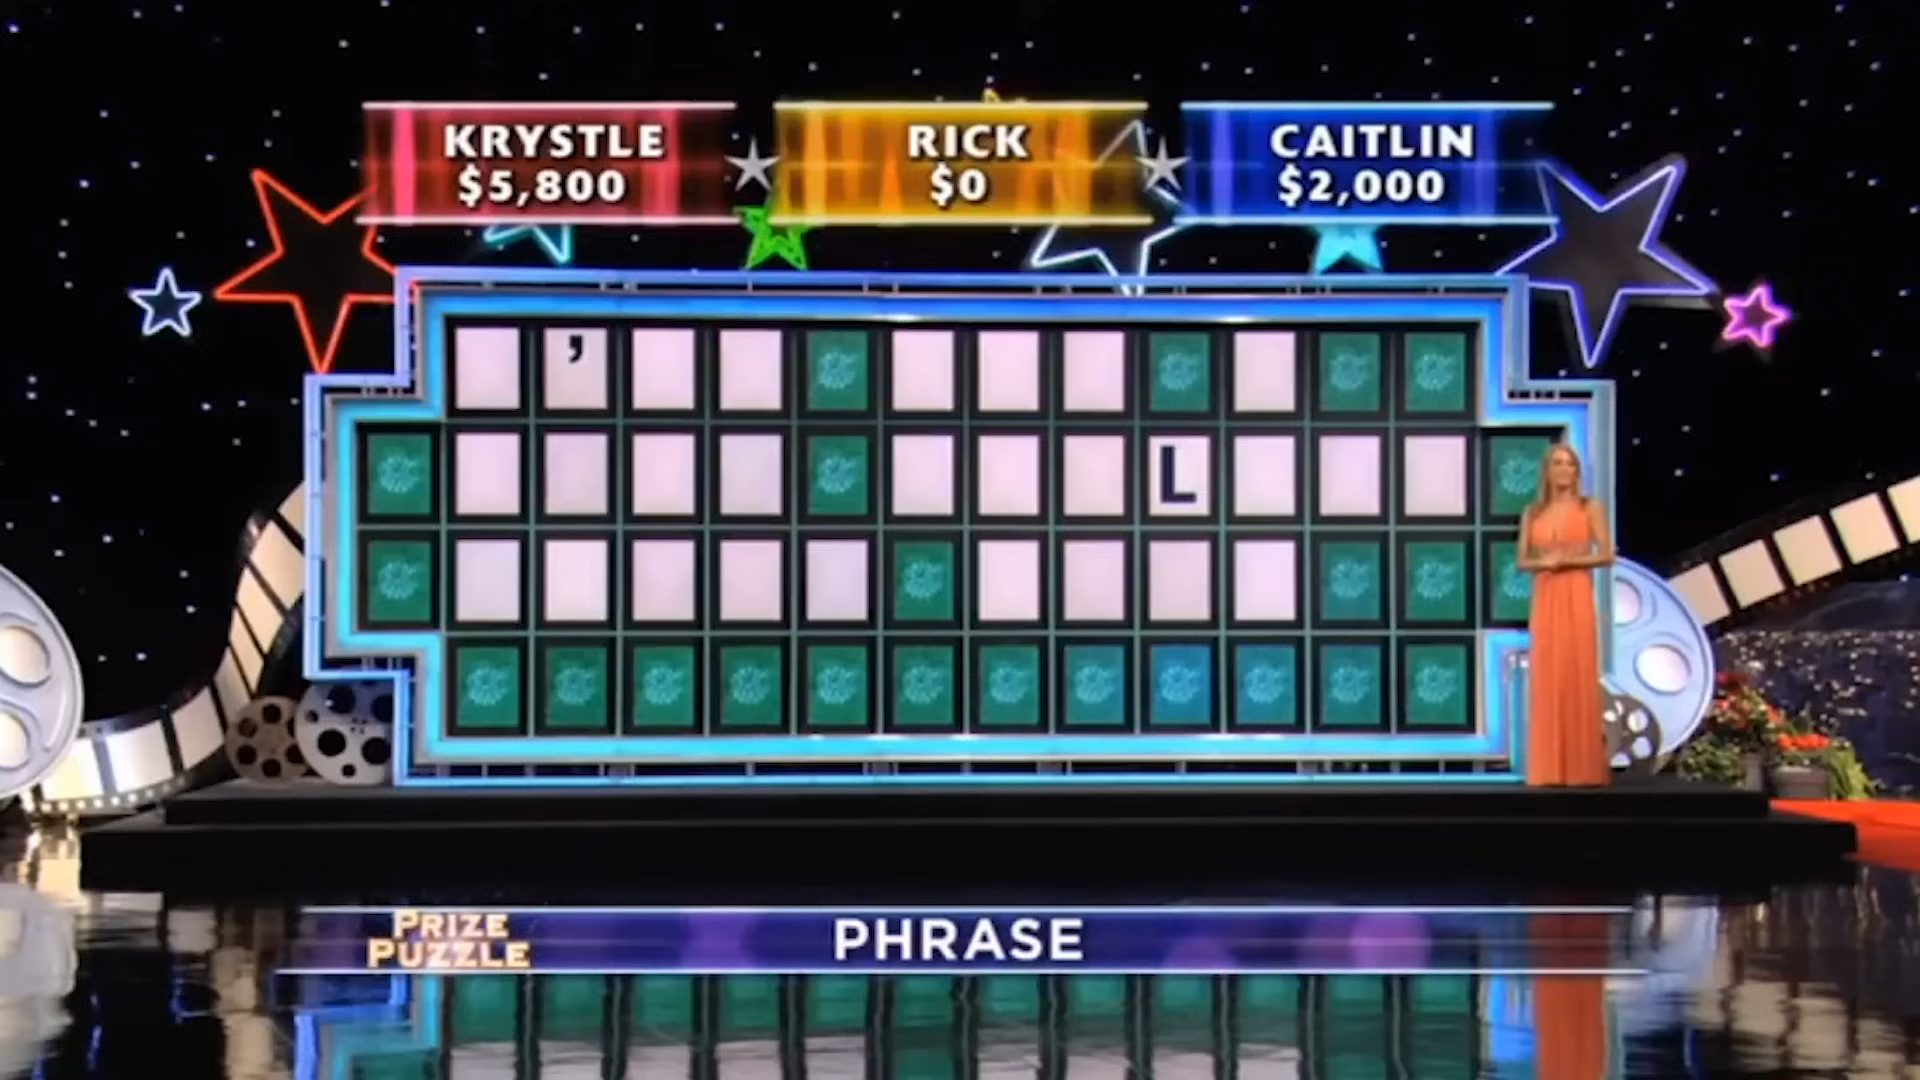 KRYSTLE
$5,800
RICK
$0
CAITLIN
$2,000
’
L
PRIZE
PUZZLE
PHRASE